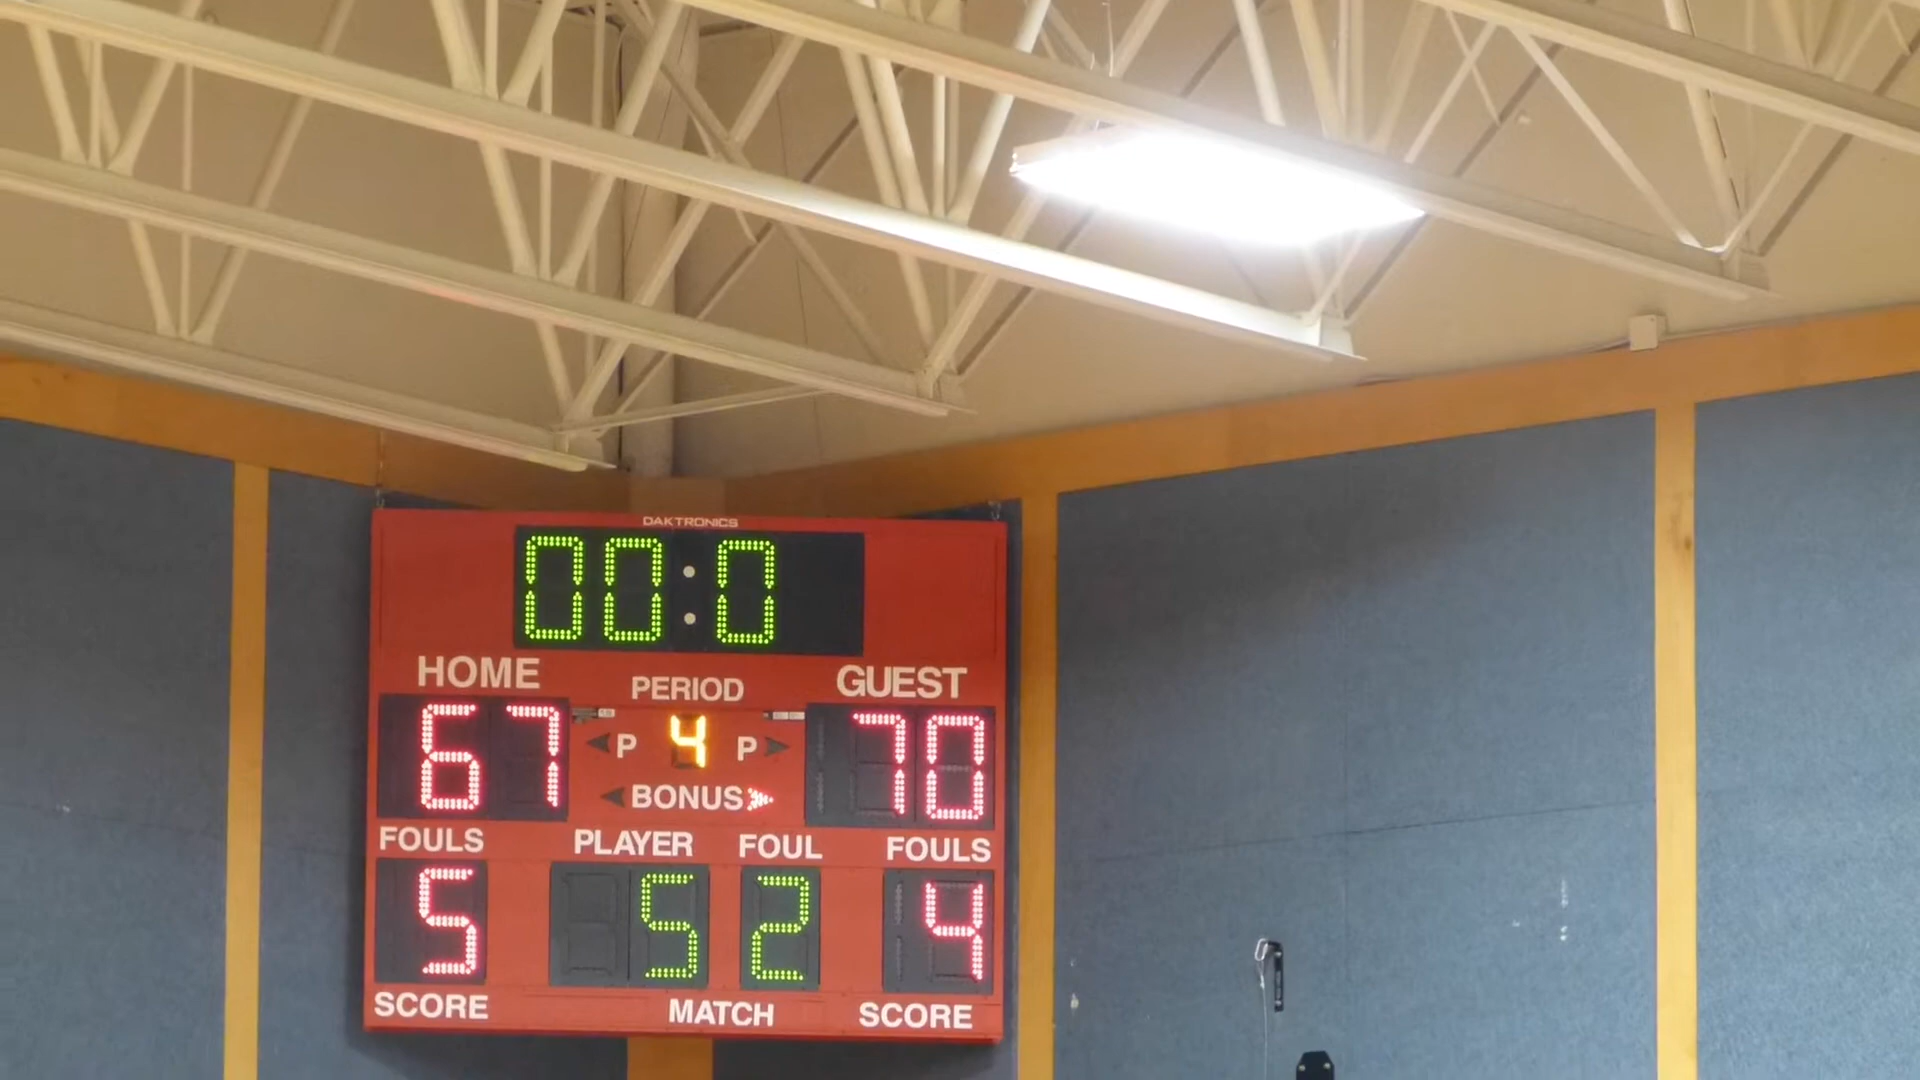 DAKTRONICS
00:0
HOME PERIOD GUEST
67 P 4 P 70
BONUS
FOULS PLAYER FOUL FOULS
5 5 2 4
SCORE MATCH SCORE